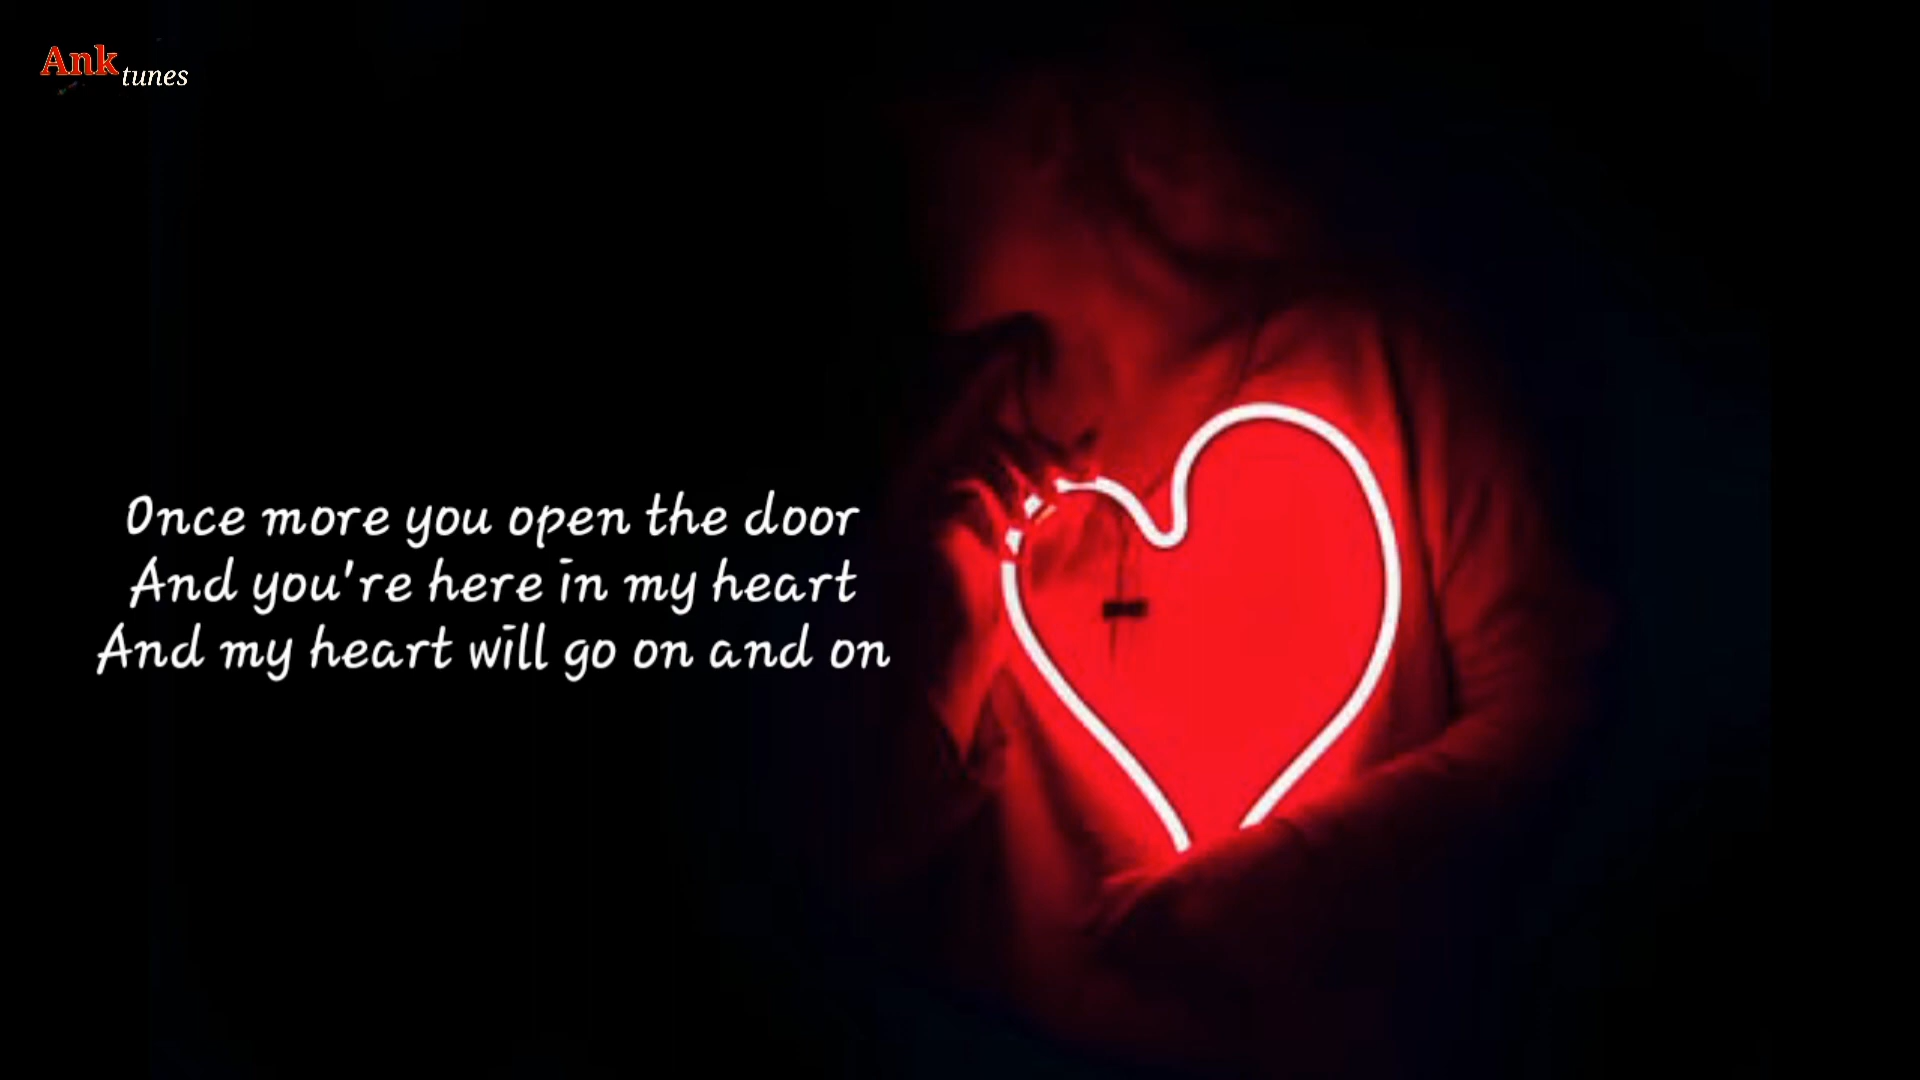 Ank tunes
Once more you open the door
And you're here in my heart
And my heart will go on and on